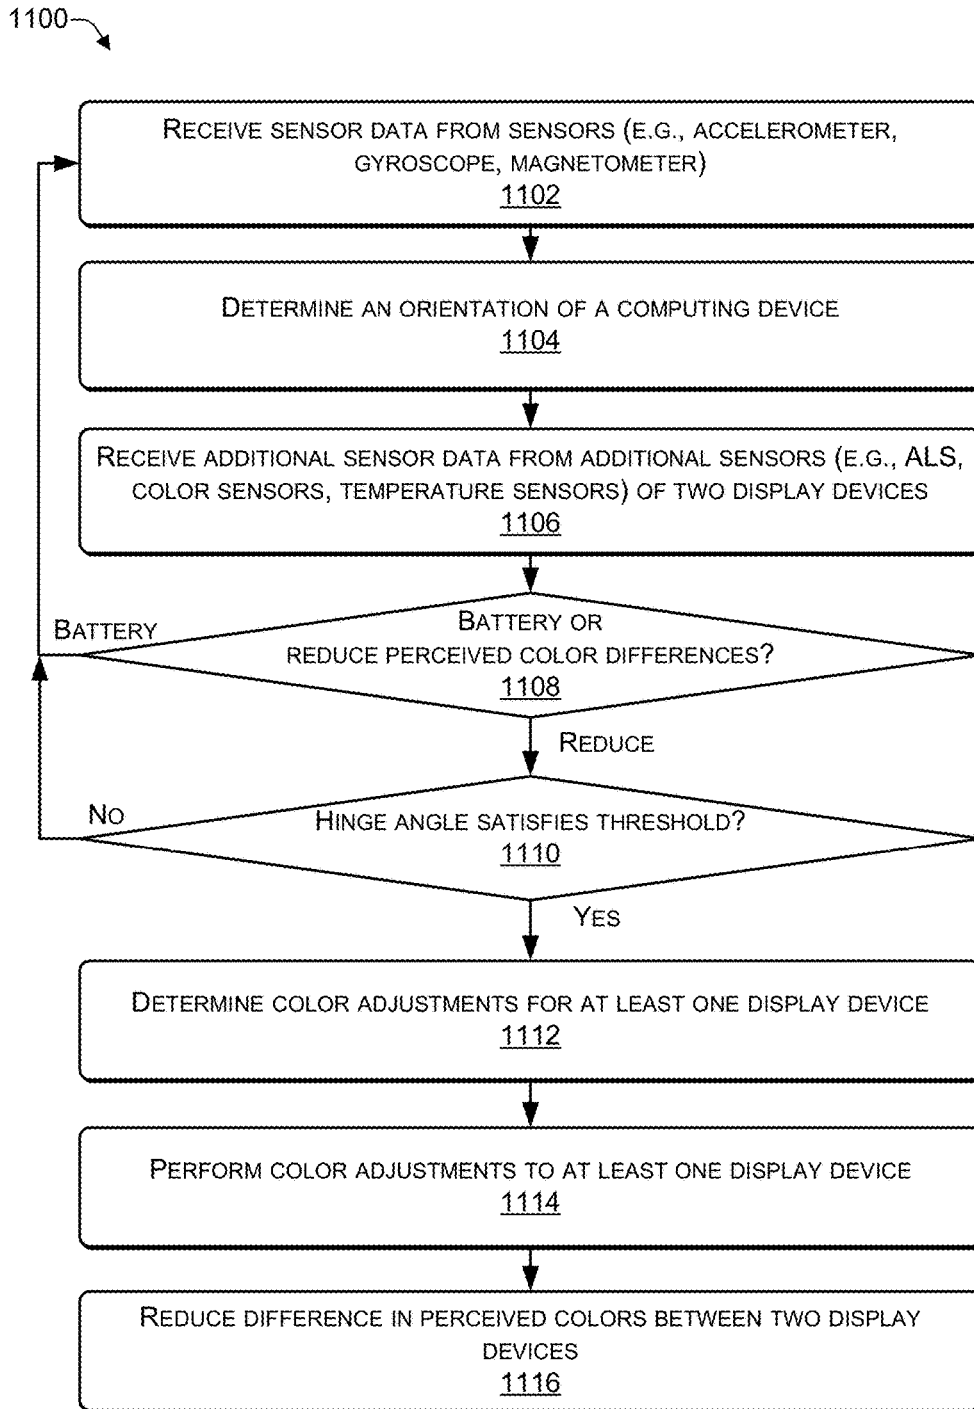 1100
RECEIVE SENSOR DATA FROM SENSORS (E.G., ACCELEROMETER,
GYROSCOPE, MAGNETOMETER)
1102
DETERMINE AN ORIENTATION OF A COMPUTING DEVICE
1104
RECEIVE ADDITIONAL SENSOR DATA FROM ADDITIONAL SENSORS (E.G., ALS,
COLOR SENSORS, TEMPERATURE SENSORS) OF TWO DISPLAY DEVICES
1106
BATTERY
BATTERY OR
REDUCE PERCEIVED COLOR DIFFERENCES?
1108
REDUCE
NO
HINGE ANGLE SATISFIES THRESHOLD?
1110
YES
DETERMINE COLOR ADJUSTMENTS FOR AT LEAST ONE DISPLAY DEVICE
1112
PERFORM COLOR ADJUSTMENTS TO AT LEAST ONE DISPLAY DEVICE
1114
REDUCE DIFFERENCE IN PERCEIVED COLORS BETWEEN TWO DISPLAY
DEVICES
1116